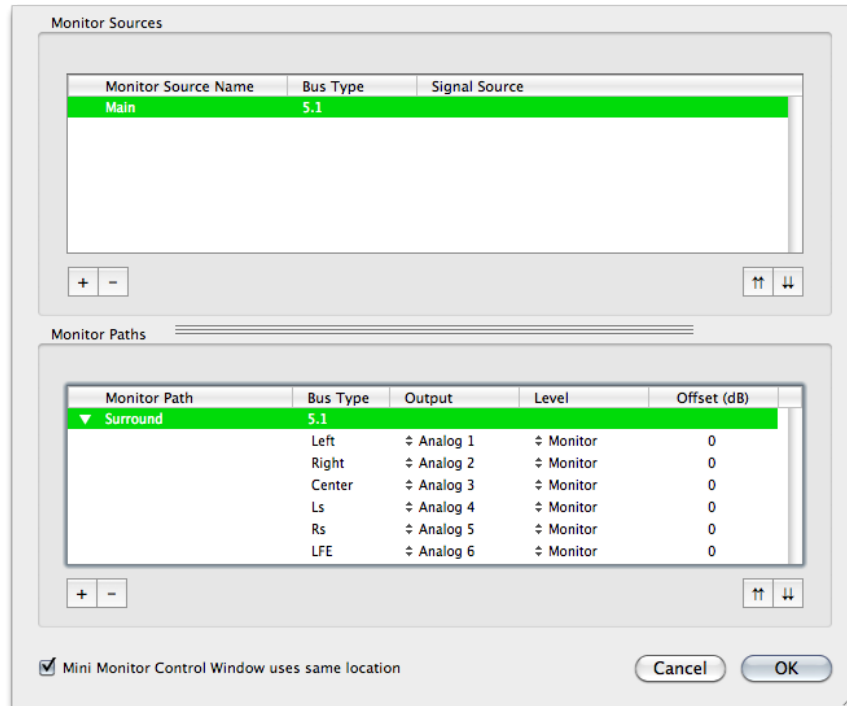 Monitor Sources
Monitor Source Name Bus Type Signal Source
Main 5.1
+ -
Monitor Paths
Monitor Path Bus Type Output Level Offset (dB)
Surround 5.1
Left Analog 1 Monitor 0
Right Analog 2 Monitor 0
Center Analog 3 Monitor 0
Ls Analog 4 Monitor 0
Rs Analog 5 Monitor 0
LFE Analog 6 Monitor 0
+ -
Mini Monitor Control Window uses same location Cancel OK